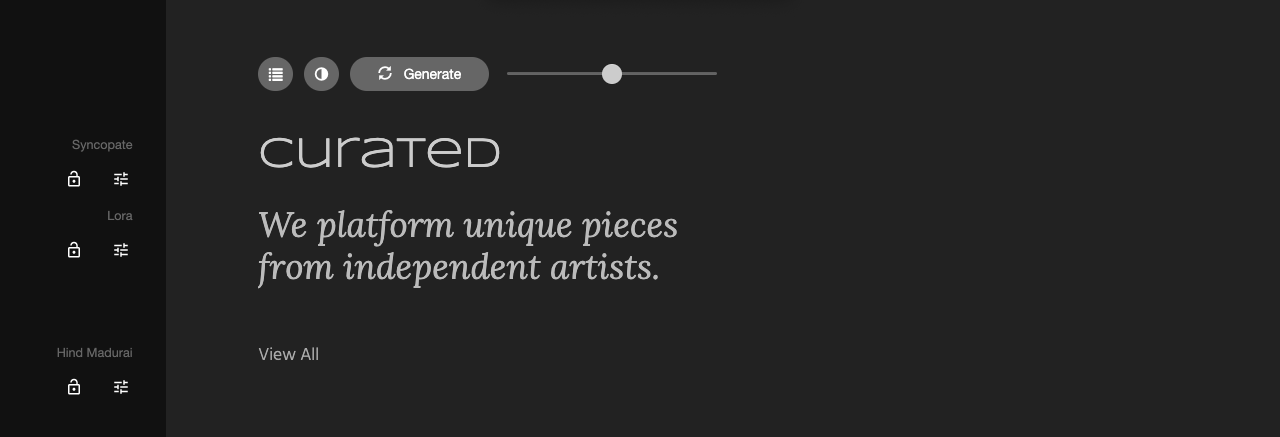 Generate
Syncopate
curated
Lora
We platform unique pieces
from independent artists.
Hind Madurai
View All